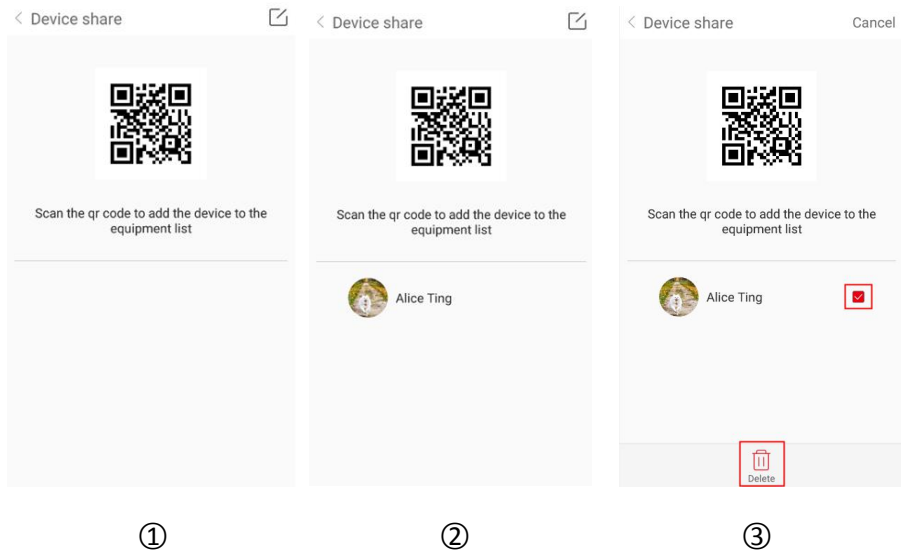 Device share
Scan the qr code to add the device to the
equipment list
①
Device share
Scan the qr code to add the device to the
equipment list
Alice Ting
②
Device share
Cancel
Scan the qr code to add the device to the
equipment list
Alice Ting
Delete
③